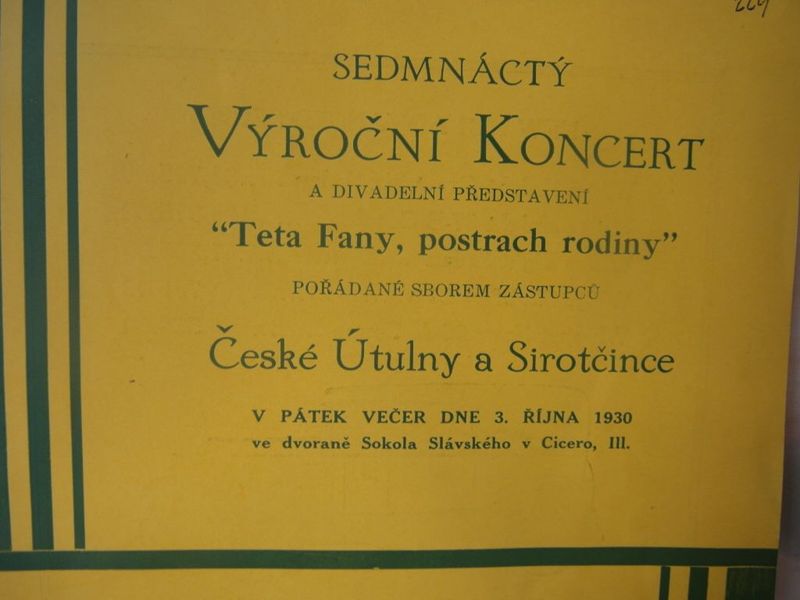 224
SEDMNÁCTÝ
VÝROČNÍ KONCERT
A DIVADELNÍ PŘEDSTAVENÍ
“Teta Fany, postrach rodiny”
POŘÁDANÉ SBOREM ZÁSTUPCŮ
České Útulny a Sirotčince
V PÁTEK VEČER DNE 3. ŘÍJNA 1930
ve dvoraně Sokola Slávského v Cicero, Ill.